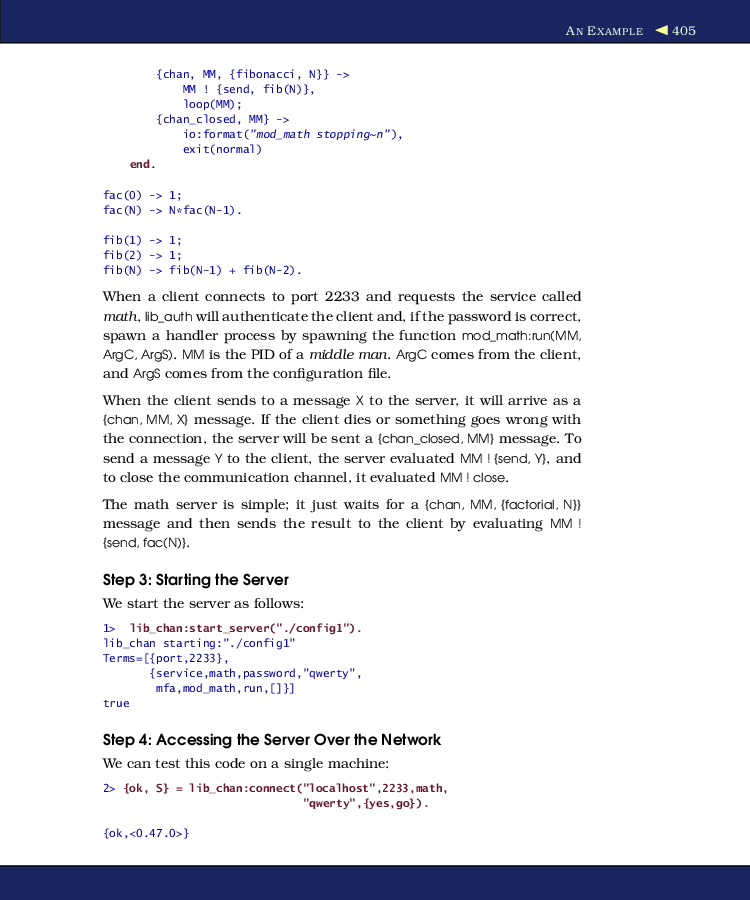 AN EXAMPLE ◀ 405
{chan, MM, {fibonacci, N}} ->
MM ! {send, fib(N)},
loop(MM);
{chan_closed, MM} ->
io:format("mod_math stopping~n"),
exit(normal)
end.
fac(0) -> 1;
fac(N) -> N*fac(N-1).
fib(1) -> 1;
fib(2) -> 1;
fib(N) -> fib(N-1) + fib(N-2).
When a client connects to port 2233 and requests the service called
math, lib_auth will authenticate the client and, if the password is correct,
spawn a handler process by spawning the function mod_math:run(MM,
ArgC, ArgS). MM is the PID of a middle man. ArgC comes from the client,
and ArgS comes from the configuration file.
When the client sends to a message X to the server, it will arrive as a
{chan, MM, X} message. If the client dies or something goes wrong with
the connection, the server will be sent a {chan_closed, MM} message. To
send a message Y to the client, the server evaluated MM ! {send, Y}, and
to close the communication channel, it evaluated MM ! close.
The math server is simple; it just waits for a {chan, MM, {factorial, N}}
message and then sends the result to the client by evaluating MM !
{send, fac(N)}.
Step 3: Starting the Server
We start the server as follows:
1> lib_chan:start_server("./config1").
lib_chan starting:"./config1"
Terms=[{port,2233},
{service,math,password,"qwerty",
mfa,mod_math,run,[]}]
true
Step 4: Accessing the Server Over the Network
We can test this code on a single machine:
2> {ok, S} = lib_chan:connect("localhost",2233,math,
"qwerty",{yes,go}).
{ok,<0.47.0>}